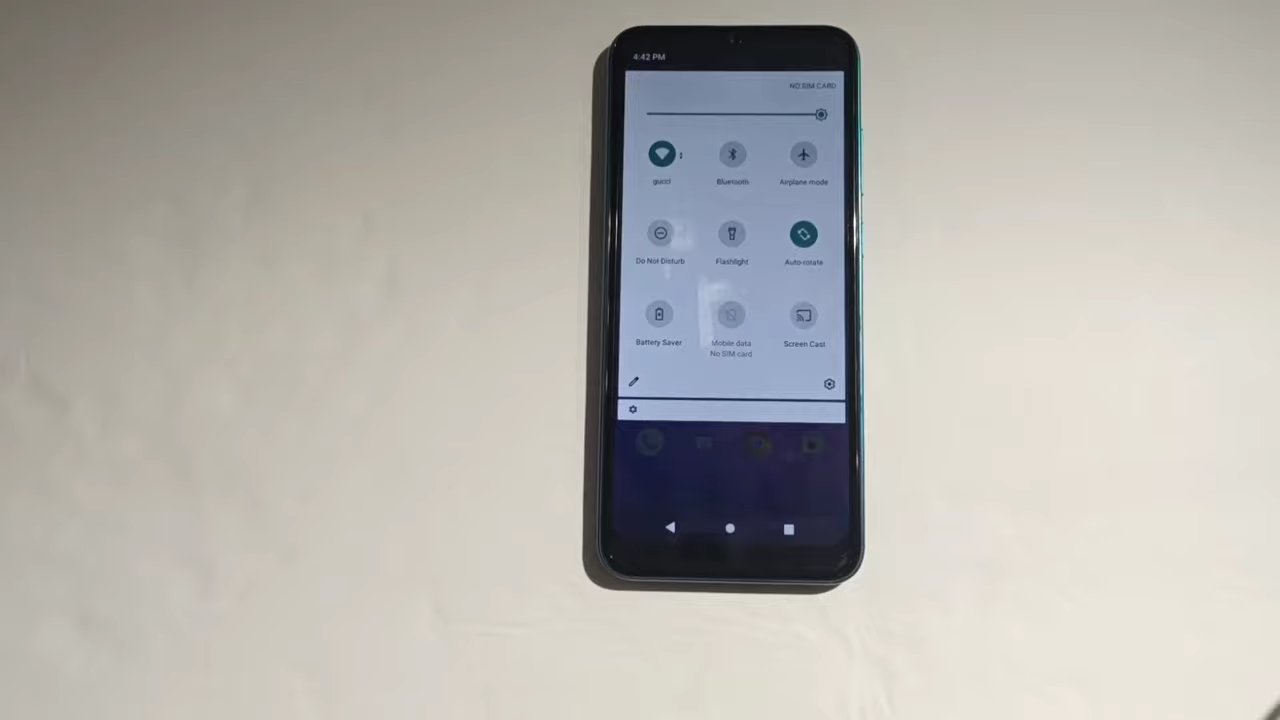 4:42 PM
NO SIM CARD
gucci
Bluetooth
Airplane mode
Do Not Disturb
Flashlight
Auto-rotate
Battery Saver
Mobile data
No SIM card
Screen Cast